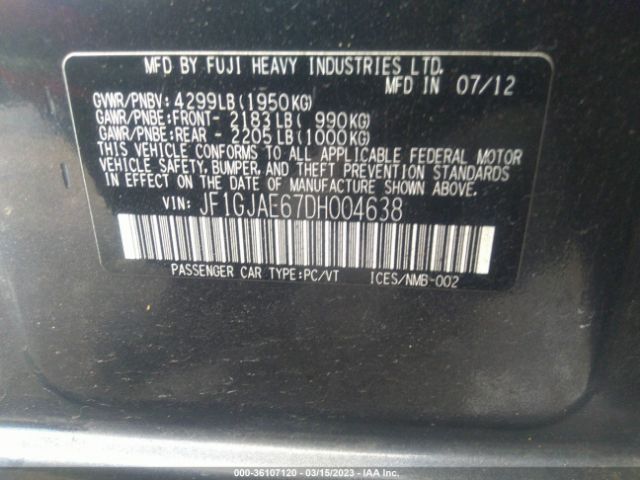 MFD BY FUJI HEAVY INDUSTRIES LTD.
MFD IN 07/12
GVWR/PNBV: 4299LB(1950KG)
GAWR/PNBE:FRONT- 2183LB( 990KG)
GAWR/PNBE:REAR - 2205LB(1000KG)
THIS VEHICLE CONFORMS TO ALL APPLICABLE FEDERAL MOTOR
VEHICLE SAFETY, BUMPER, AND THEFT PREVENTION STANDARDS
IN EFFECT ON THE DATE OF MANUFACTURE SHOWN ABOVE.
VIN: JF1GJAE67DH004638
PASSENGER CAR TYPE:PC/VT ICES/NMB-002
000-36107120 — 03/15/2023 — IAA Inc.